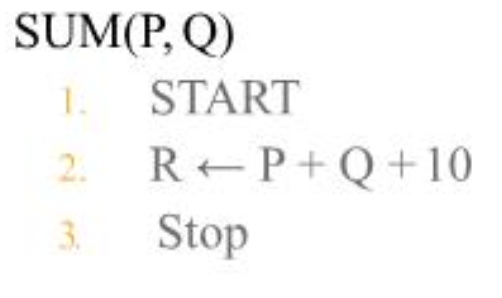 SUM(P, Q)
1. START
2. R ← P + Q + 10
3. Stop